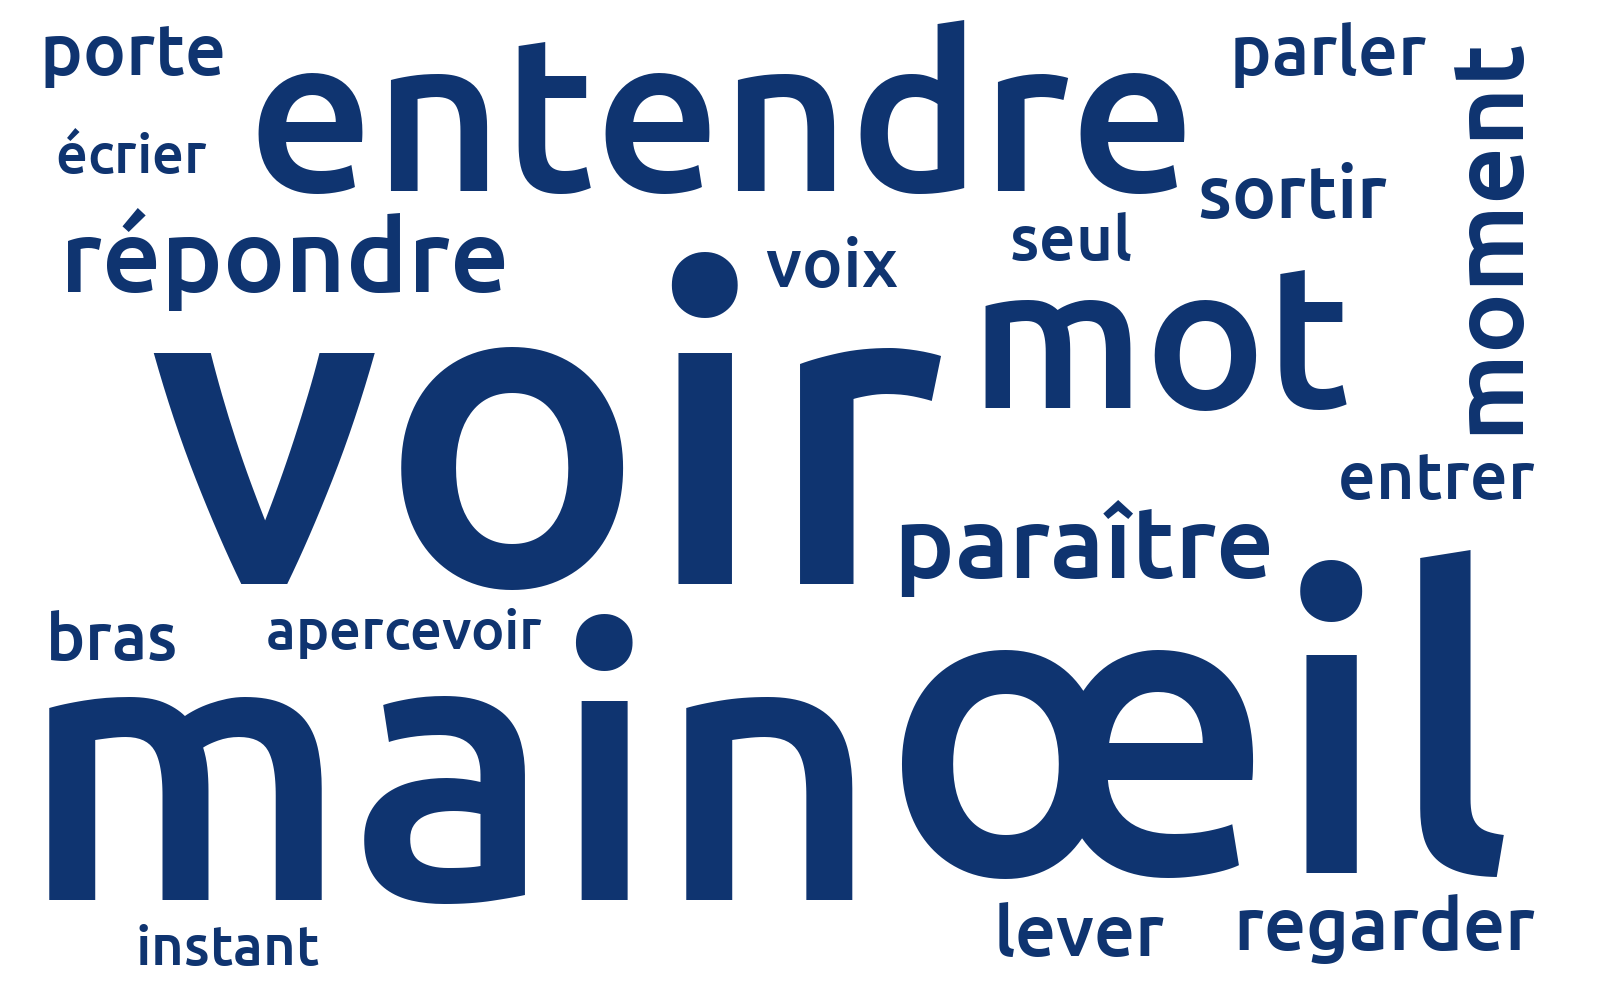 porte
entendre
parler
moment
écrier
sortir
répondre
voix
seul
voir
mot
entrer
paraître
bras
apercevoir
main
œil
instant
lever
regarder